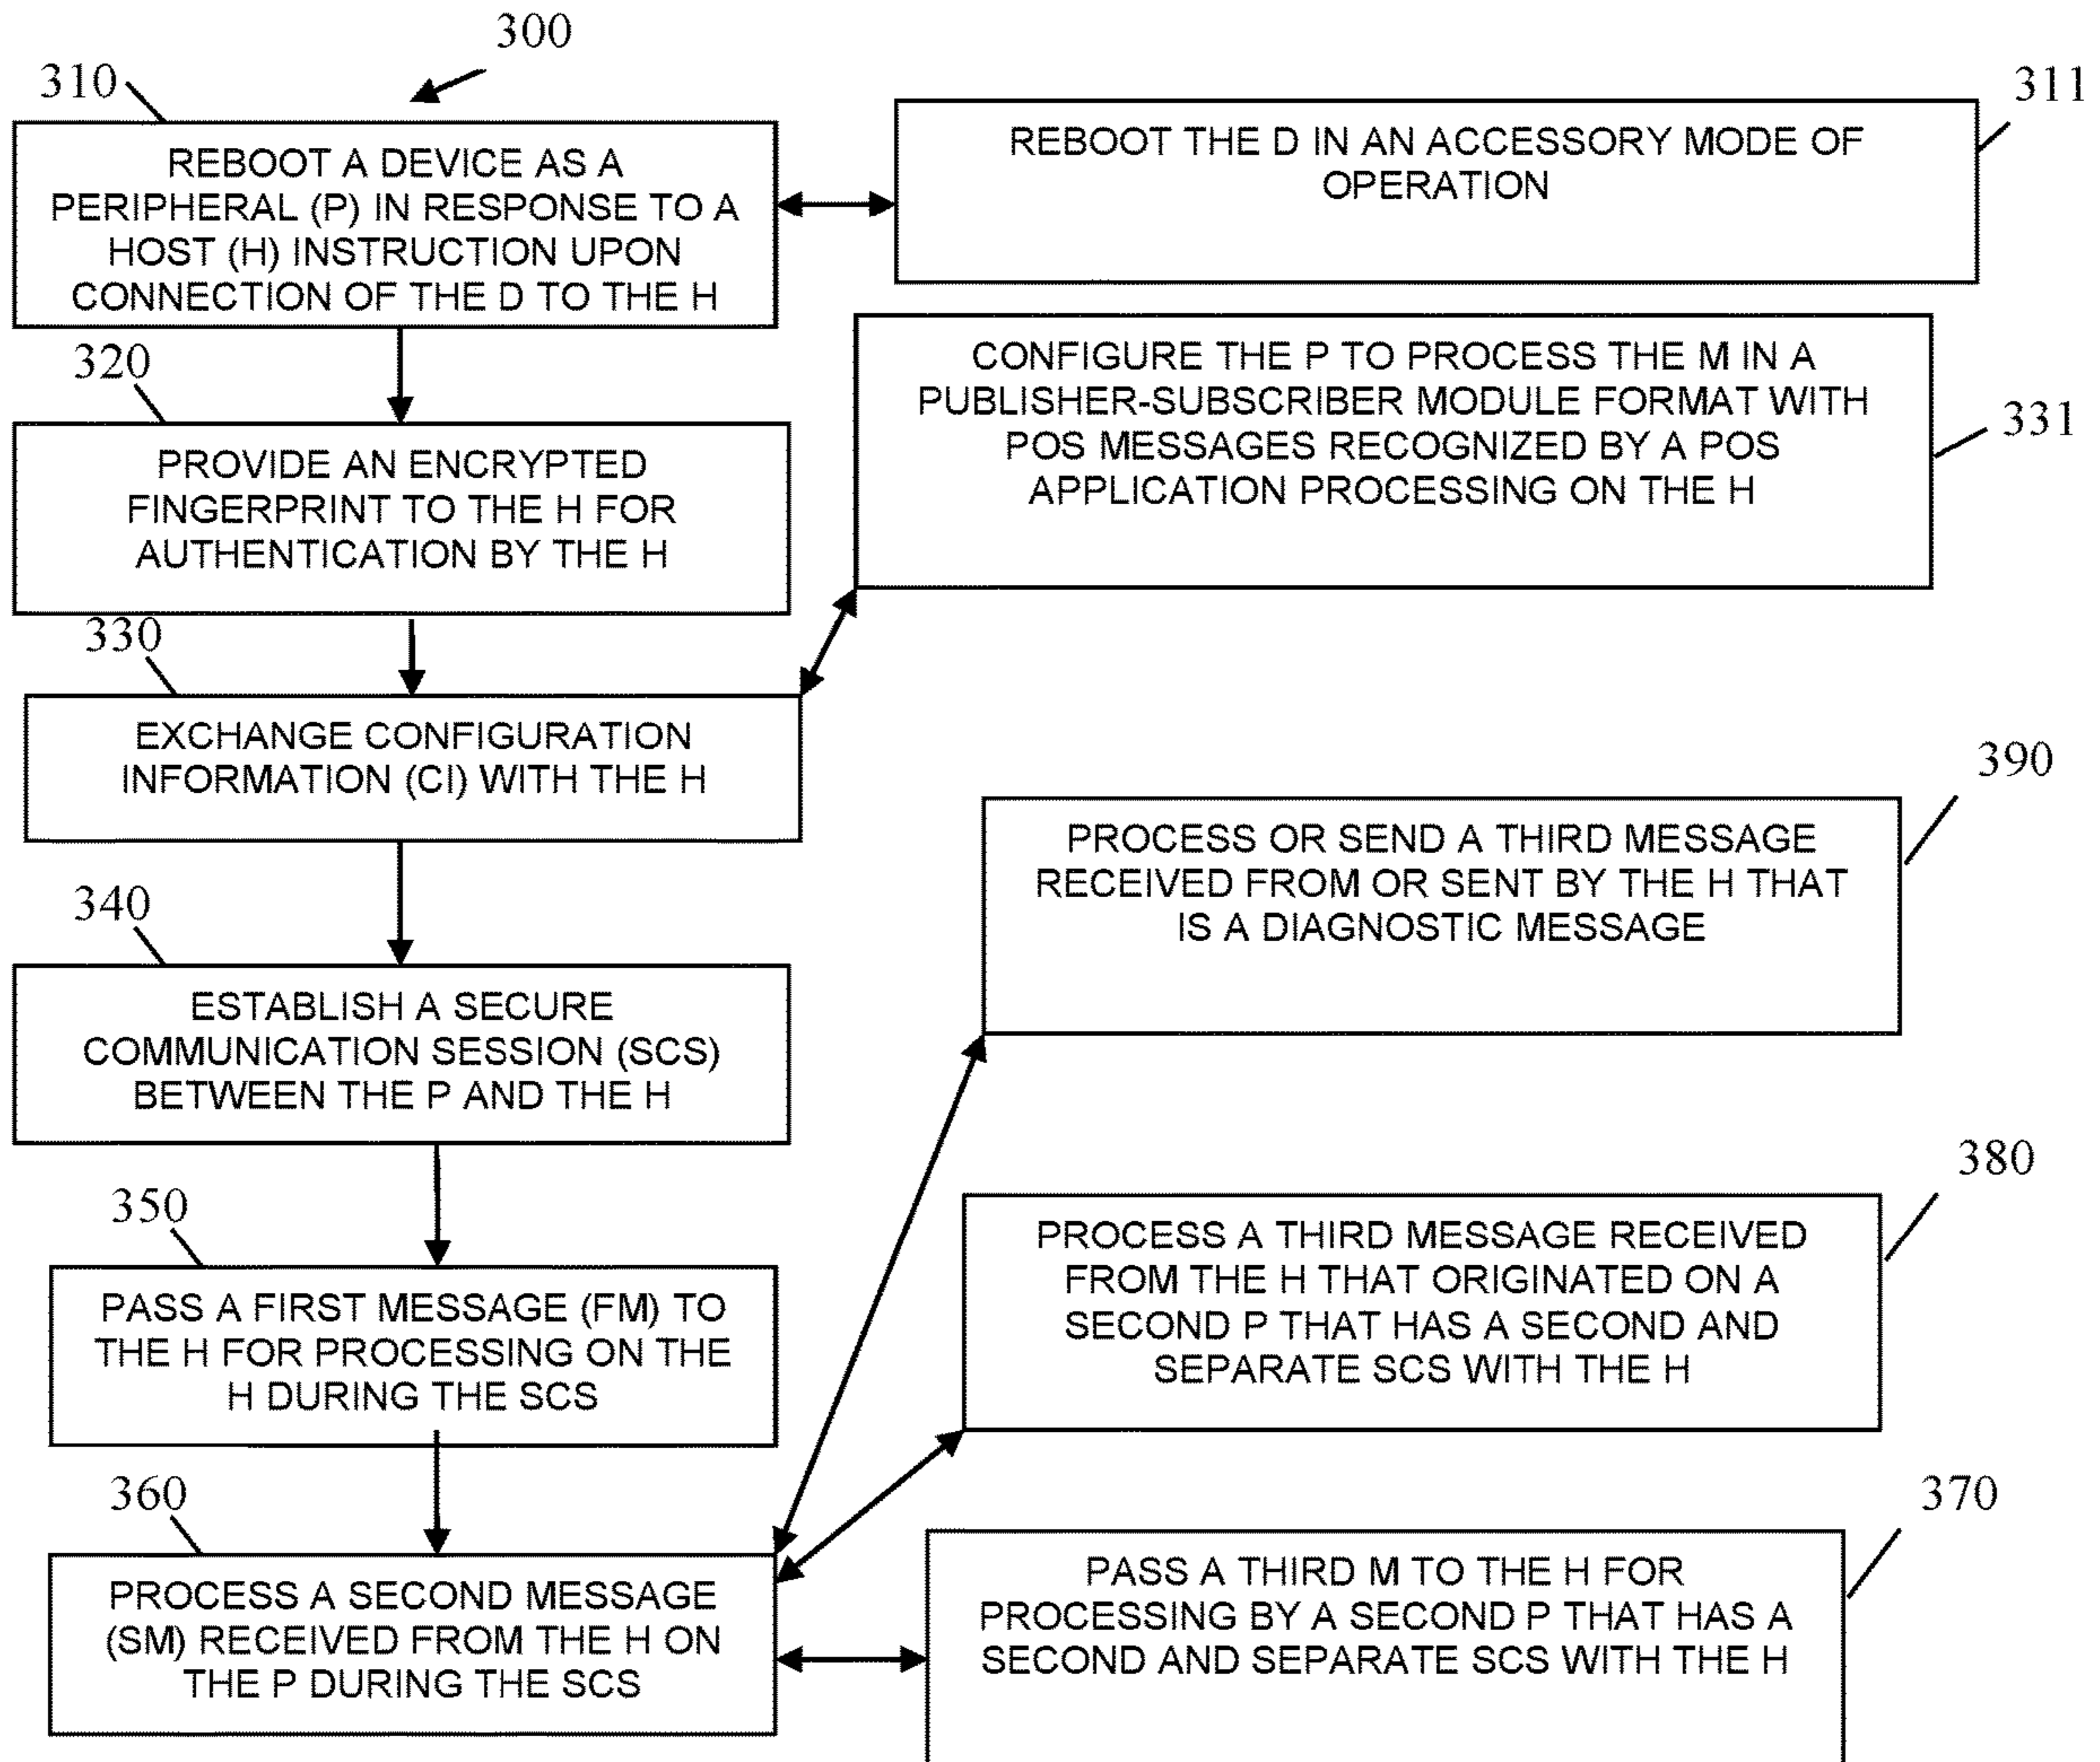 300
310
REBOOT A DEVICE AS A
PERIPHERAL (P) IN RESPONSE TO A
HOST (H) INSTRUCTION UPON
CONNECTION OF THE D TO THE H
311
REBOOT THE D IN AN ACCESSORY MODE OF
OPERATION
320
PROVIDE AN ENCRYPTED
FINGERPRINT TO THE H FOR
AUTHENTICATION BY THE H
331
CONFIGURE THE P TO PROCESS THE M IN A
PUBLISHER-SUBSCRIBER MODULE FORMAT WITH
POS MESSAGES RECOGNIZED BY A POS
APPLICATION PROCESSING ON THE H
330
EXCHANGE CONFIGURATION
INFORMATION (CI) WITH THE H
390
PROCESS OR SEND A THIRD MESSAGE
RECEIVED FROM OR SENT BY THE H THAT
IS A DIAGNOSTIC MESSAGE
340
ESTABLISH A SECURE
COMMUNICATION SESSION (SCS)
BETWEEN THE P AND THE H
380
PROCESS A THIRD MESSAGE RECEIVED
FROM THE H THAT ORIGINATED ON A
SECOND P THAT HAS A SECOND AND
SEPARATE SCS WITH THE H
350
PASS A FIRST MESSAGE (FM) TO
THE H FOR PROCESSING ON THE
H DURING THE SCS
360
PROCESS A SECOND MESSAGE
(SM) RECEIVED FROM THE H ON
THE P DURING THE SCS
370
PASS A THIRD M TO THE H FOR
PROCESSING BY A SECOND P THAT HAS A
SECOND AND SEPARATE SCS WITH THE H